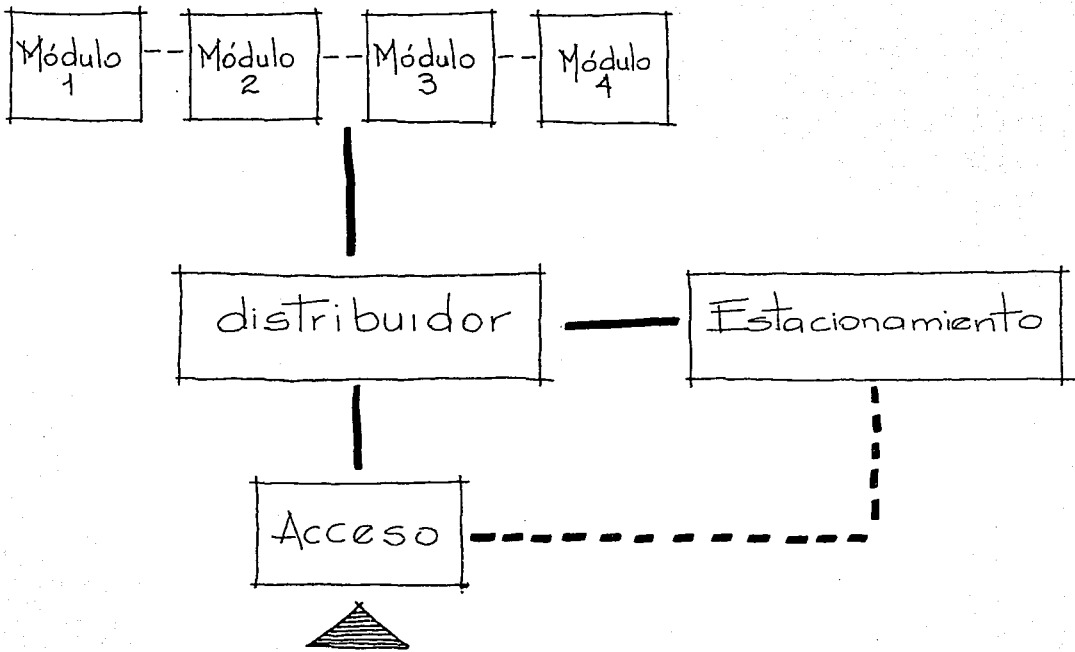 Módulo
1
Módulo
2
Módulo
3
Módulo
4
distribuidor
Estacionamiento
Acceso